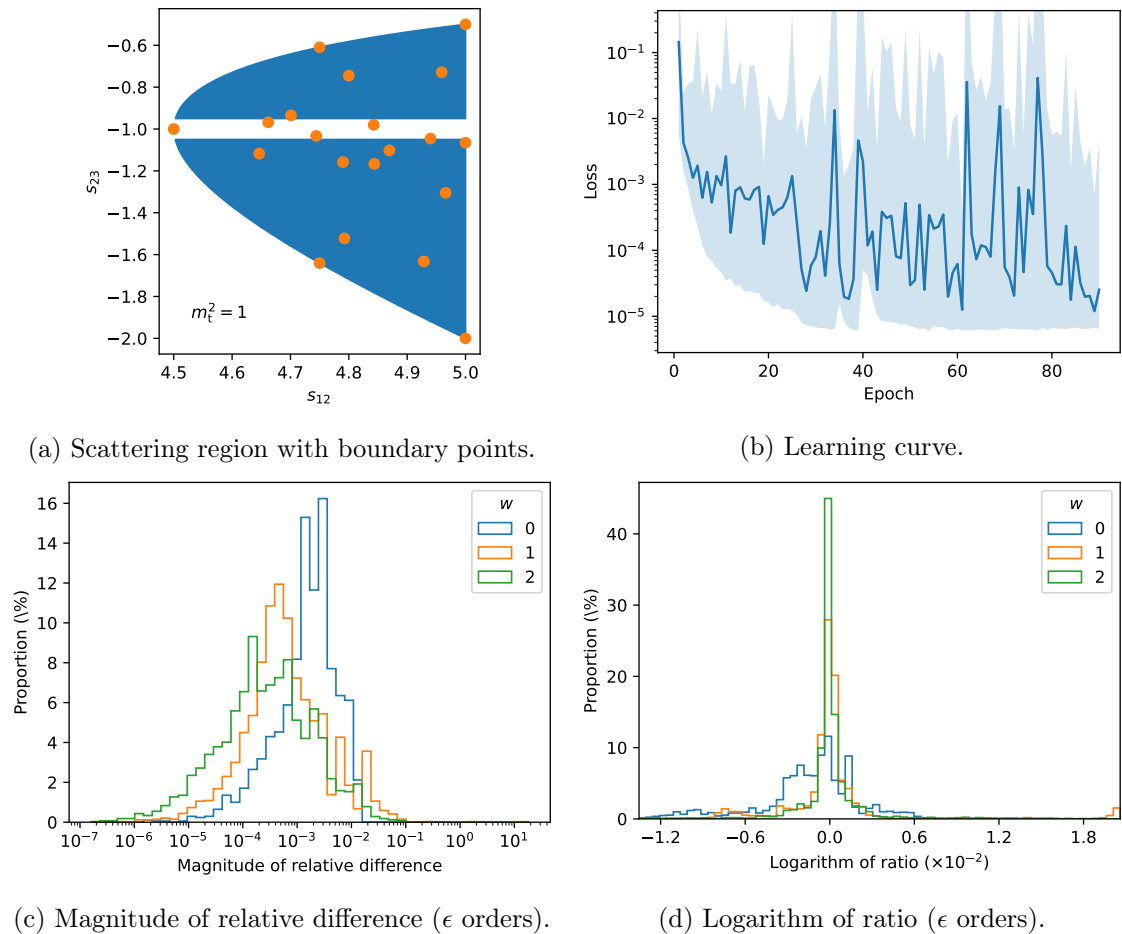 −0.6
−0.8
−1.0
−1.2
−1.4
−1.6
−1.8
−2.0
s₂₃
m_t² = 1
4.5 4.6 4.7 4.8 4.9 5.0
s₁₂
(a) Scattering region with boundary points.
10⁻¹
10⁻²
10⁻³
10⁻⁴
10⁻⁵
Loss
0 20 40 60 80
Epoch
(b) Learning curve.
16
14
12
10
8
6
4
2
0
Proportion (\%)
w
0
1
2
10⁻⁷ 10⁻⁶ 10⁻⁵ 10⁻⁴ 10⁻³ 10⁻² 10⁻¹ 10⁰ 10¹
Magnitude of relative difference
(c) Magnitude of relative difference (ϵ orders).
40
30
20
10
0
Proportion (\%)
w
0
1
2
−1.2 −0.6 0.0 0.6 1.2 1.8
Logarithm of ratio (×10⁻²)
(d) Logarithm of ratio (ϵ orders).